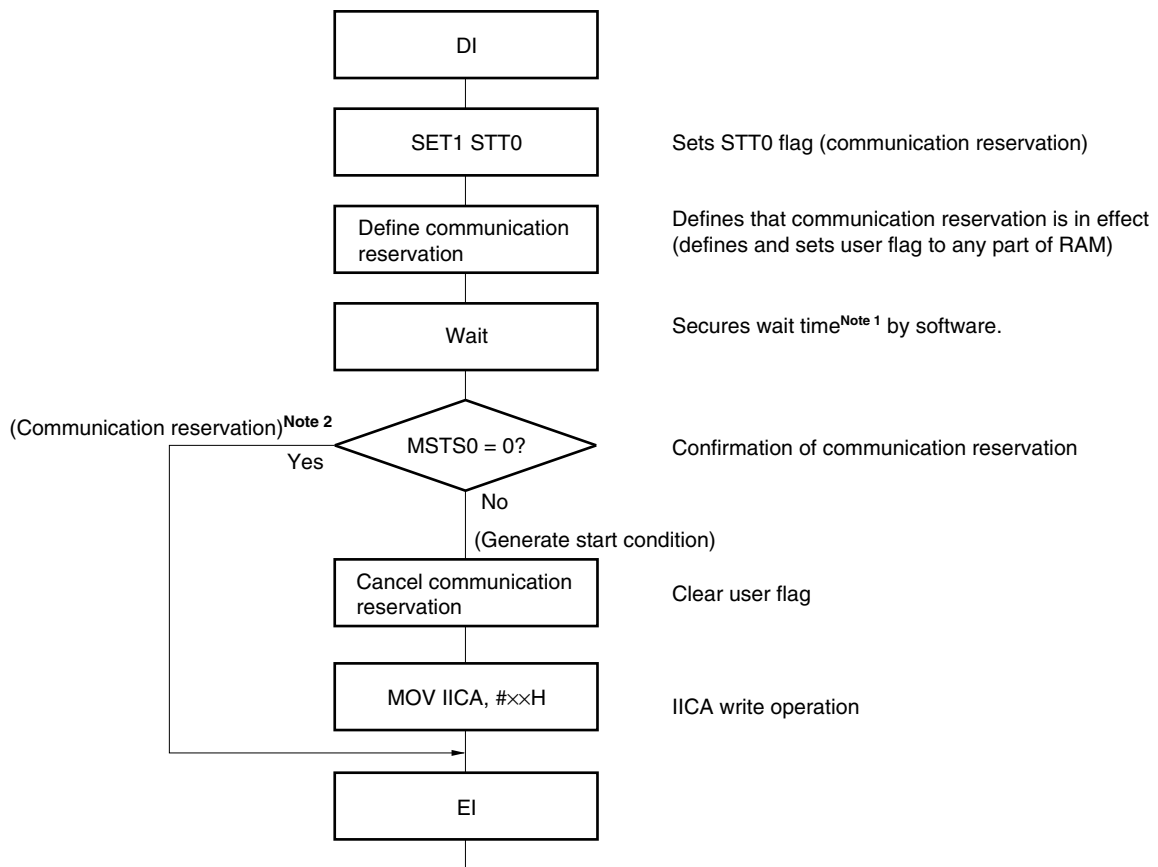 DI
SET1 STT0
Sets STT0 flag (communication reservation)
Define communication
reservation
Defines that communication reservation is in effect
(defines and sets user flag to any part of RAM)
Wait
Secures wait timeNote 1 by software.
(Communication reservation)Note 2
Yes
MSTS0 = 0?
Confirmation of communication reservation
No
(Generate start condition)
Cancel communication
reservation
Clear user flag
MOV IICA, #××H
IICA write operation
EI